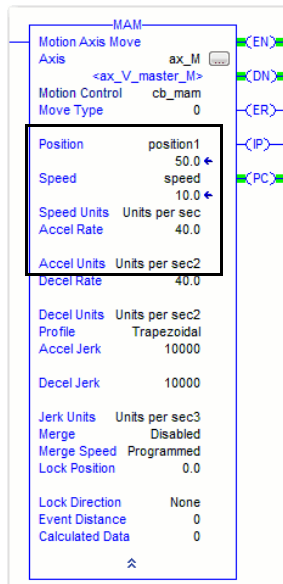 MAM
Motion Axis Move (EN)
Axis ax_M ...
<ax_V_master_M> (DN)
Motion Control cb_mam
Move Type 0 (ER)
Position position1 (IP)
50.0
Speed speed (PC)
10.0
Speed Units Units per sec
Accel Rate 40.0
Accel Units Units per sec2
Decel Rate 40.0
Decel Units Units per sec2
Profile Trapezoidal
Accel Jerk 10000
Decel Jerk 10000
Jerk Units Units per sec3
Merge Disabled
Merge Speed Programmed
Lock Position 0.0
Lock Direction None
Event Distance 0
Calculated Data 0